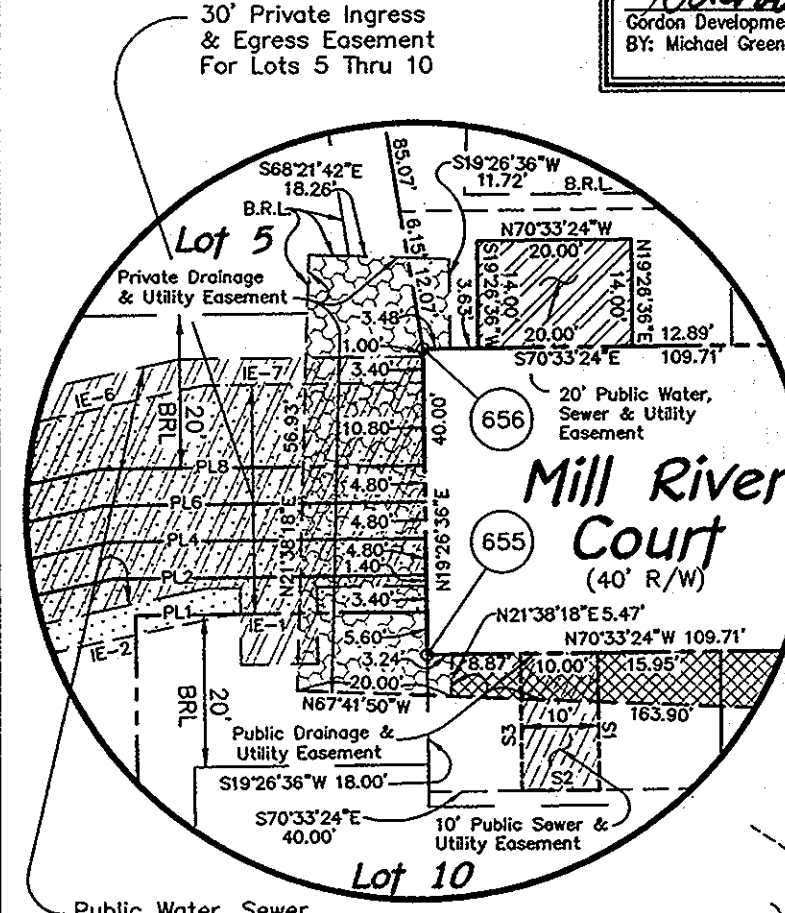 30' Private Ingress
& Egress Easement
For Lots 5 Thru 10
Gordon Developme
BY: Michael Green
S68°21'42"E
18.26'
85.07'
S19°26'36"W
11.72'
B.R.L.
B.R.L.
Lot 5
6.15'
12.07'
N70°33'24"W
20.00'
S19°26'36"W
14.00'
14.00'
N19°26'36"E
Private Drainage
& Utility Easement
3.63'
3.48'
20.00'
12.89'
1.00'
S70°33'24"E
109.71'
3.40'
IE-7
IE-6
20'
BRL
56.93'
10.80'
40.00'
656
20' Public Water,
Sewer & Utility
Easement
PL8
4.80'
PL6
4.80'
PL4
4.80'
1.40'
PL2
3.40'
PL1
N21°38'18"E
N19°26'36"E
Mill River
Court
(40' R/W)
655
IE-1
IE-2
5.60'
N21°38'18"E 5.47'
N70°33'24"W 109.71'
3.24'
8.87'
10.00'
15.95'
20.00'
20'
BRL
N67°41'50"W
163.90'
10'
S3
S1
S2
Public Drainage &
Utility Easement
S19°26'36"W 18.00'
S70°33'24"E
40.00'
10' Public Sewer &
Utility Easement
Lot 10
Public Water, Sewer